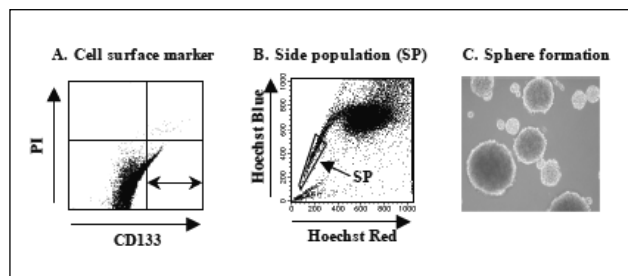 A. Cell surface marker
B. Side population (SP)
C. Sphere formation
PI
CD133
Hoechst Blue
1000
800
600
400
200
0
SP
0 200 400 600 800 1000
Hoechst Red